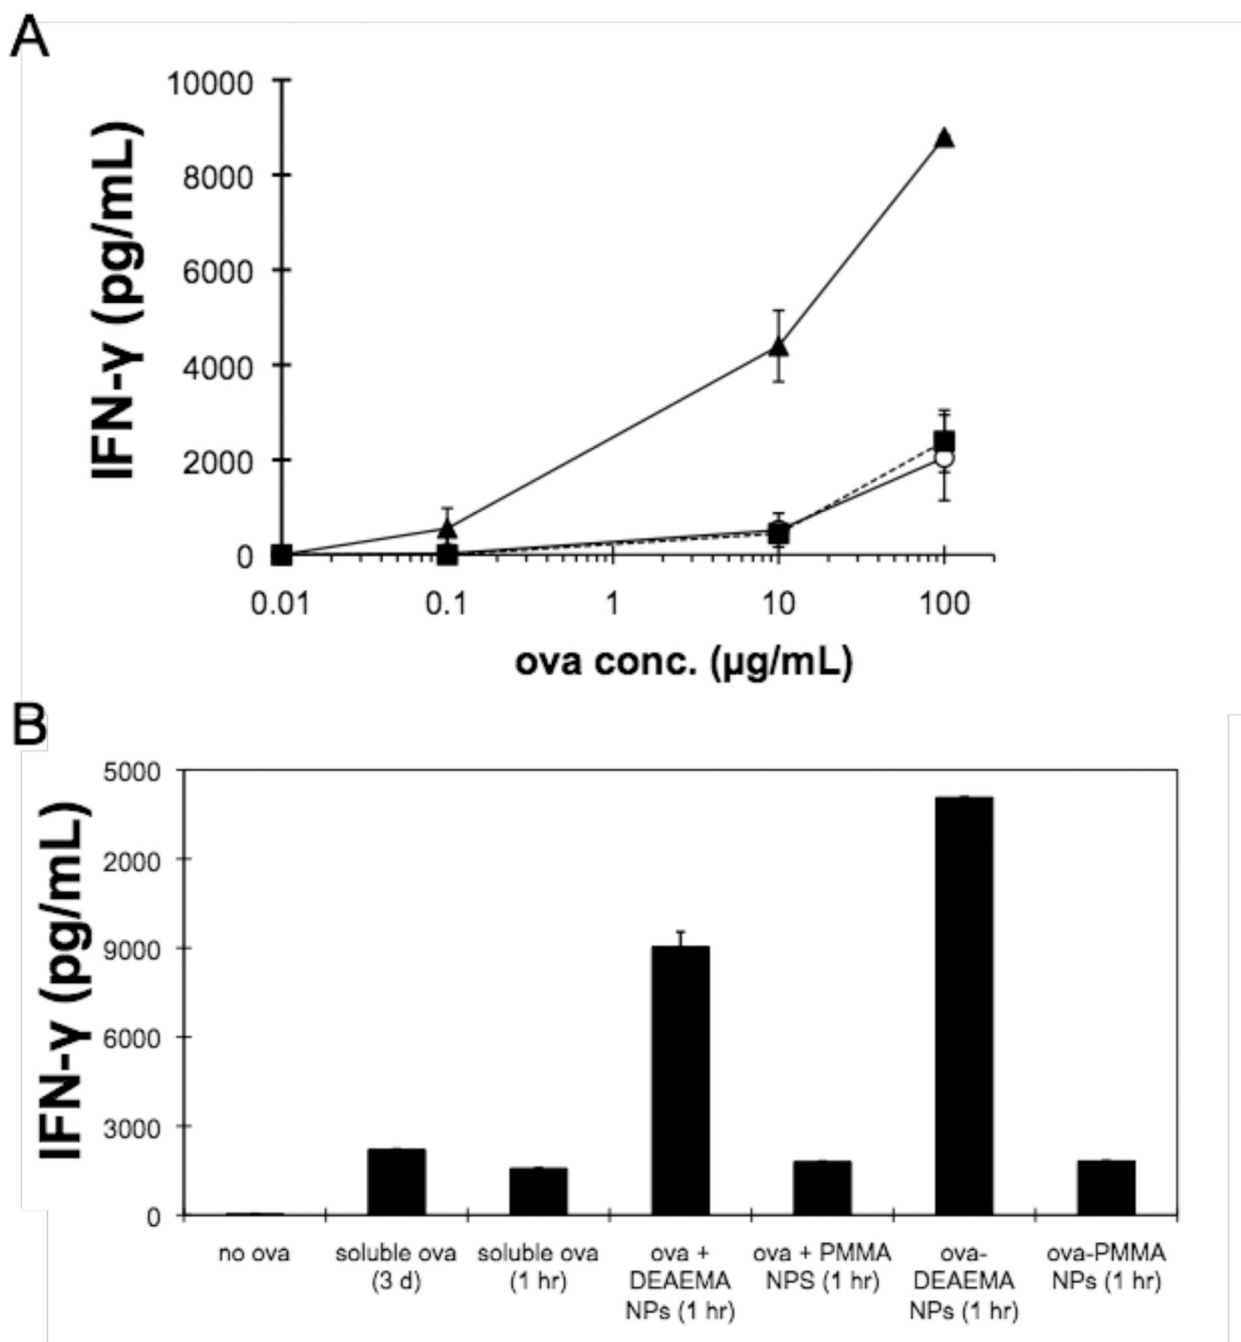 A
IFN-γ (pg/mL)
10000
8000
6000
4000
2000
0
0.01 0.1 1 10 100
ova conc. (μg/mL)
B
IFN-γ (pg/mL)
5000
2000
9000
6000
3000
0
no ova
soluble ova
(3 d)
soluble ova
(1 hr)
ova +
DEAEMA
NPs (1 hr)
ova + PMMA
NPS (1 hr)
ova-
DEAEMA
NPs (1 hr)
ova-PMMA
NPs (1 hr)